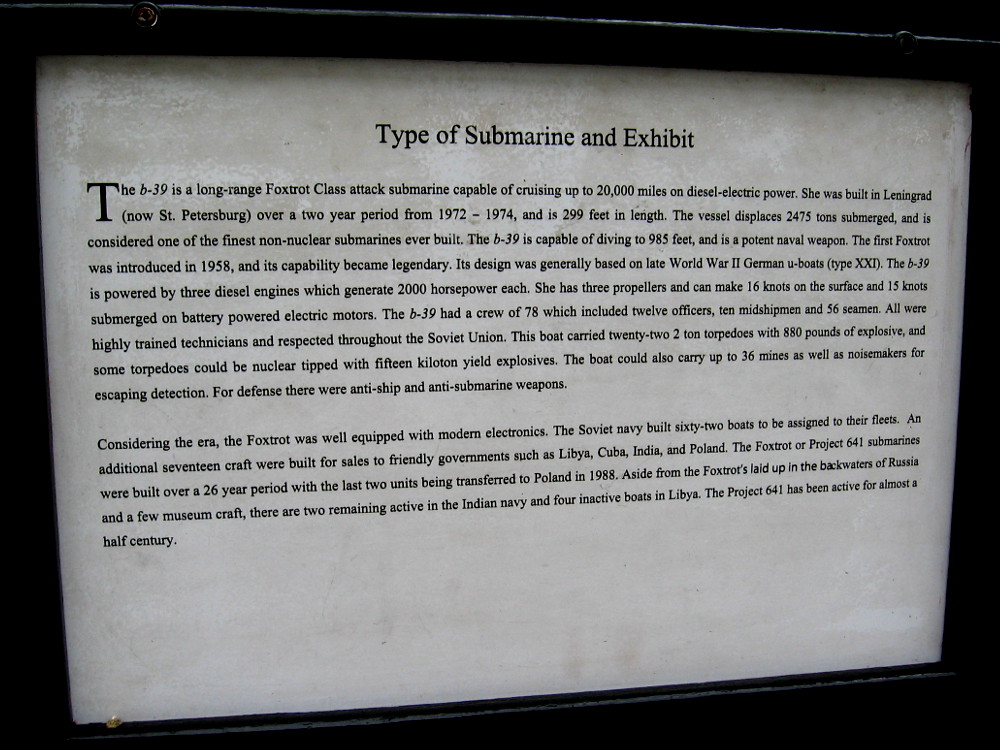 Type of Submarine and Exhibit
The b-39 is a long-range Foxtrot Class attack submarine capable of cruising up to 20,000 miles on diesel-electric power. She was built in Leningrad
(now St. Petersburg) over a two year period from 1972 – 1974, and is 299 feet in length. The vessel displaces 2475 tons submerged, and is
considered one of the finest non-nuclear submarines ever built. The b-39 is capable of diving to 985 feet, and is a potent naval weapon. The first Foxtrot
was introduced in 1958, and its capability became legendary. Its design was generally based on late World War II German u-boats (type XXI). The b-39
is powered by three diesel engines which generate 2000 horsepower each. She has three propellers and can make 16 knots on the surface and 15 knots
submerged on battery powered electric motors. The b-39 had a crew of 78 which included twelve officers, ten midshipmen and 56 seamen. All were
highly trained technicians and respected throughout the Soviet Union. This boat carried twenty-two 2 ton torpedoes with 880 pounds of explosive, and
some torpedoes could be nuclear tipped with fifteen kiloton yield explosives. The boat could also carry up to 36 mines as well as noisemakers for
escaping detection. For defense there were anti-ship and anti-submarine weapons.
Considering the era, the Foxtrot was well equipped with modern electronics. The Soviet navy built sixty-two boats to be assigned to their fleets. An
additional seventeen craft were built for sales to friendly governments such as Libya, Cuba, India, and Poland. The Foxtrot or Project 641 submarines
were built over a 26 year period with the last two units being transferred to Poland in 1988. Aside from the Foxtrot's laid up in the backwaters of Russia
and a few museum craft, there are two remaining active in the Indian navy and four inactive boats in Libya. The Project 641 has been active for almost a
half century.